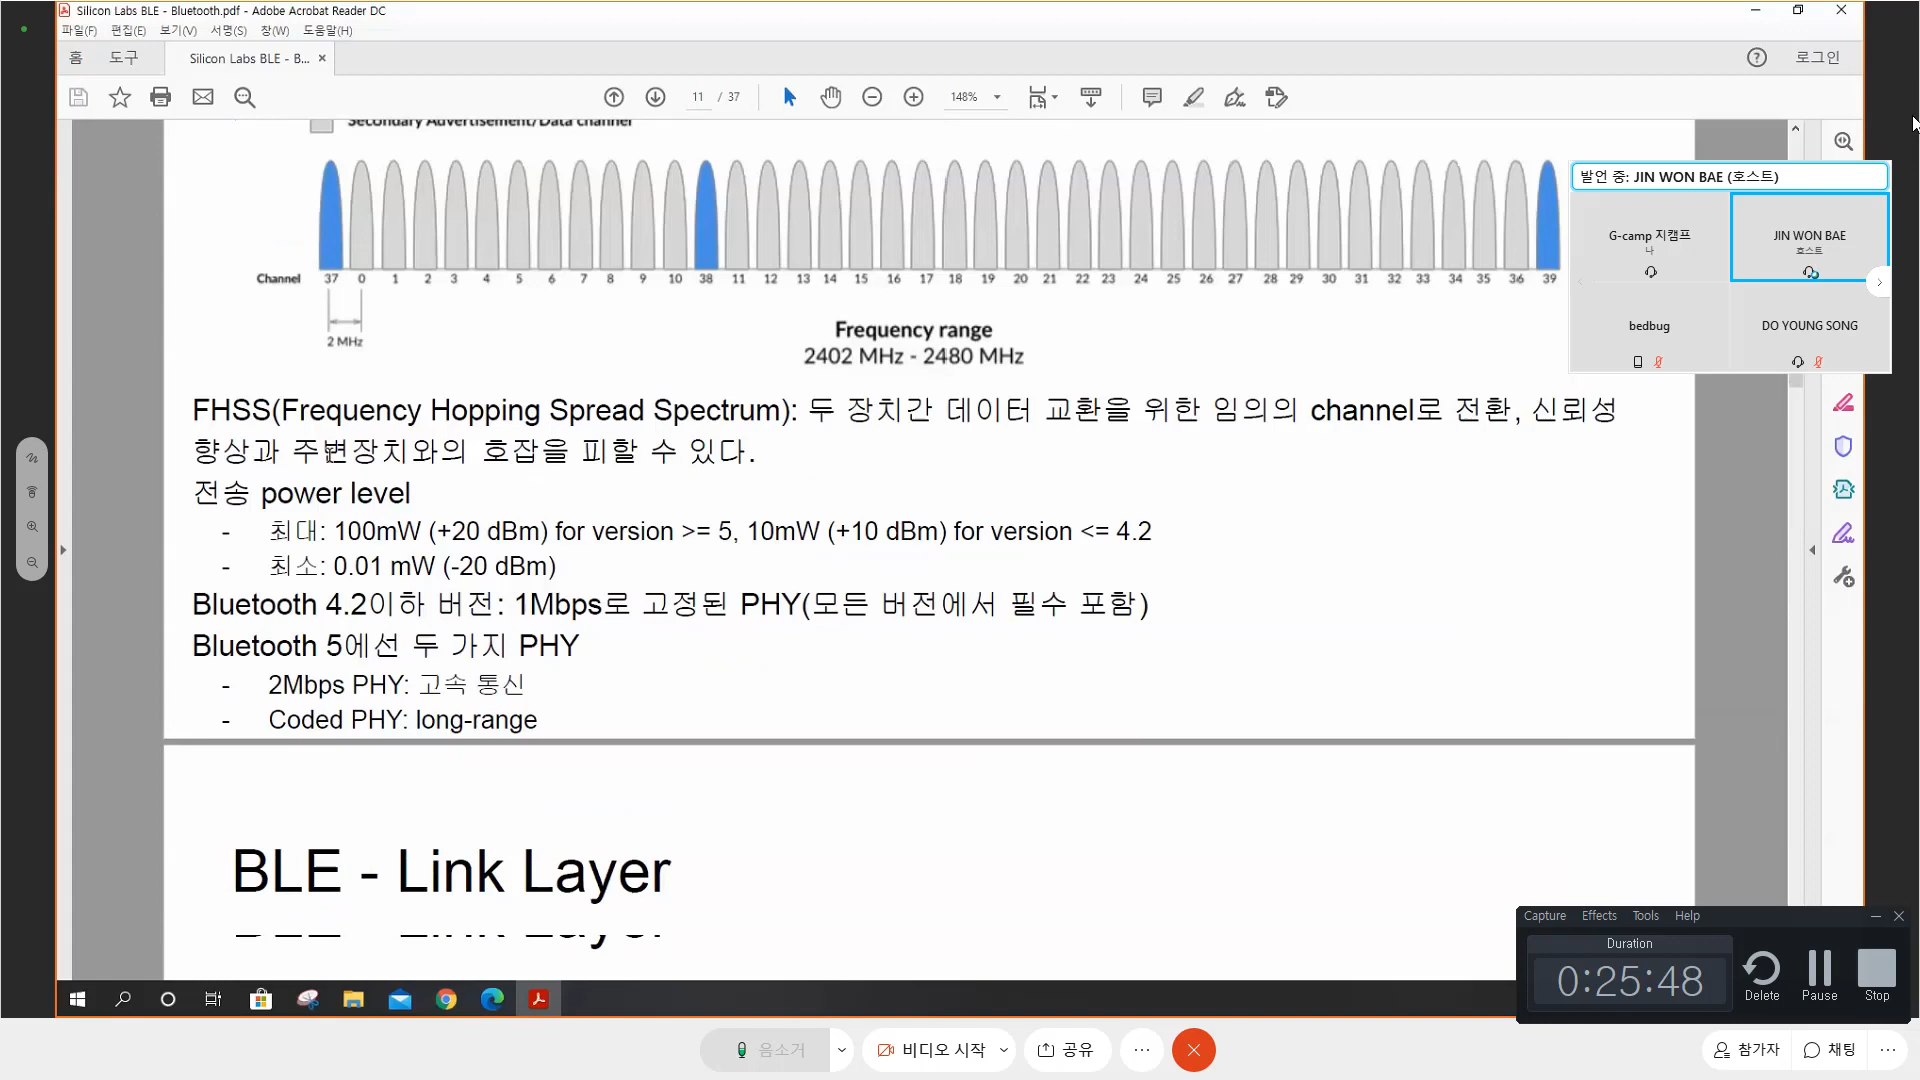 Silicon Labs BLE - Bluetooth.pdf - Adobe Acrobat Reader DC
파일(F) 편집(E) 보기(V) 서명(S) 창(W) 도움말(H)
홈 도구 Silicon Labs BLE - B... × 로그인
11 / 37 148%
Secondary Advertisement/Data channel
Channel 37 0 1 2 3 4 5 6 7 8 9 10 38 11 12 13 14 15 16 17 18 19 20 21 22 23 24 25 26 27 28 29 30 31 32 33 34 35 36 39
2 MHz
Frequency range
2402 MHz - 2480 MHz
FHSS(Frequency Hopping Spread Spectrum): 두 장치간 데이터 교환을 위한 임의의 channel로 전환, 신뢰성
향상과 주변장치와의 호잡을 피할 수 있다.
전송 power level
- 최대: 100mW (+20 dBm) for version >= 5, 10mW (+10 dBm) for version <= 4.2
- 최소: 0.01 mW (-20 dBm)
Bluetooth 4.2이하 버전: 1Mbps로 고정된 PHY(모든 버전에서 필수 포함)
Bluetooth 5에선 두 가지 PHY
- 2Mbps PHY: 고속 통신
- Coded PHY: long-range
BLE - Link Layer
발언 중: JIN WON BAE (호스트)
G-camp 지캠프
나
JIN WON BAE
호스트
bedbug
DO YOUNG SONG
Capture Effects Tools Help
Duration
0:25:48
Delete Pause Stop
음소거 비디오 시작 공유 참가자 채팅